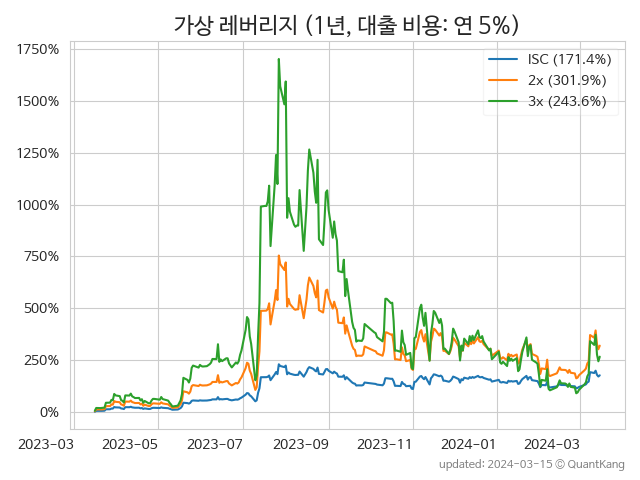 가상 레버리지 (1년, 대출 비용: 연 5%)
1750%
1500%
1250%
1000%
750%
500%
250%
0%
ISC (171.4%)
2x (301.9%)
3x (243.6%)
2023-03 2023-05 2023-07 2023-09 2023-11 2024-01 2024-03
updated: 2024-03-15 © QuantKang